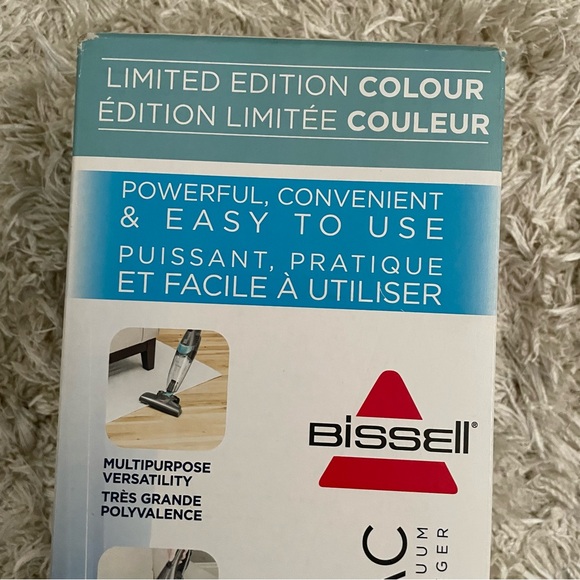 LIMITED EDITION COLOUR
ÉDITION LIMITÉE COULEUR
POWERFUL, CONVENIENT
& EASY TO USE
PUISSANT, PRATIQUE
ET FACILE À UTILISER
BISSELL®
MULTIPURPOSE
VERSATILITY
TRÈS GRANDE
POLYVALENCE